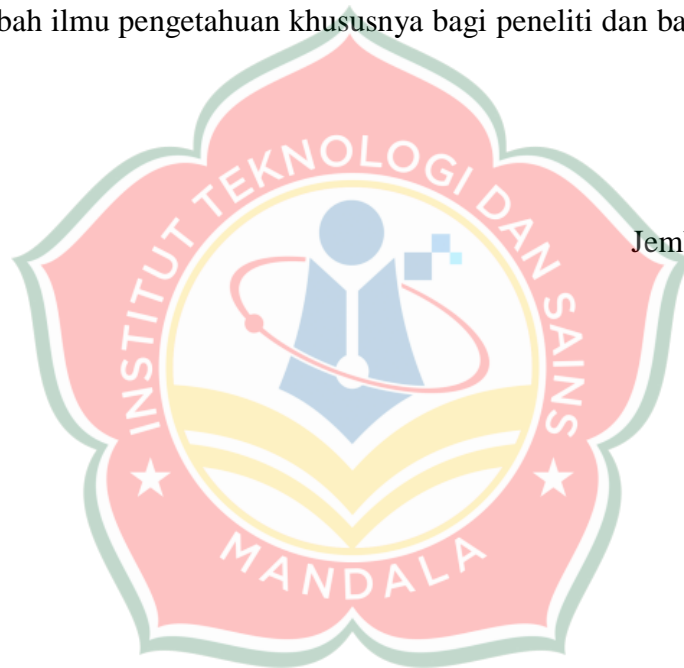 bah ilmu pengetahuan khususnya bagi peneliti dan ba
Jem
INSTITUT TEKNOLOGI DAN SAINS
MANDALA